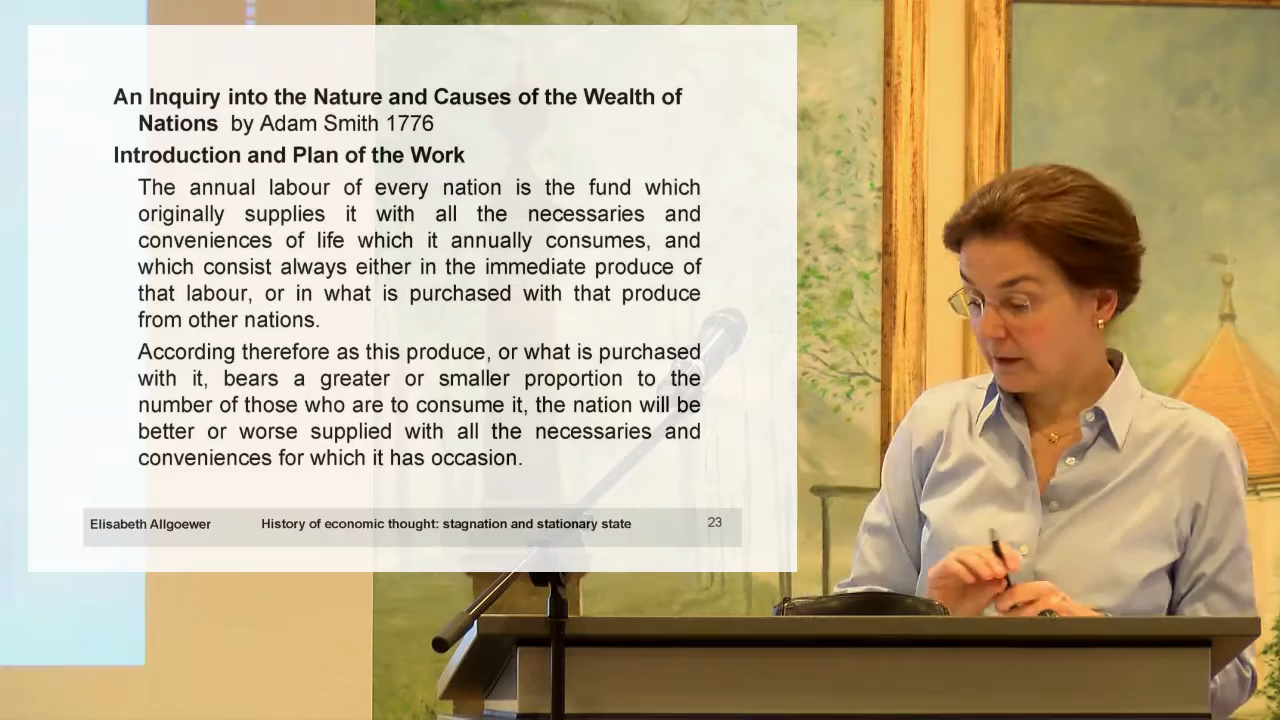 An Inquiry into the Nature and Causes of the Wealth of
Nations by Adam Smith 1776
Introduction and Plan of the Work
The annual labour of every nation is the fund which
originally supplies it with all the necessaries and
conveniences of life which it annually consumes, and
which consist always either in the immediate produce of
that labour, or in what is purchased with that produce
from other nations.
According therefore as this produce, or what is purchased
with it, bears a greater or smaller proportion to the
number of those who are to consume it, the nation will be
better or worse supplied with all the necessaries and
conveniences for which it has occasion.
Elisabeth Allgoewer History of economic thought: stagnation and stationary state 23